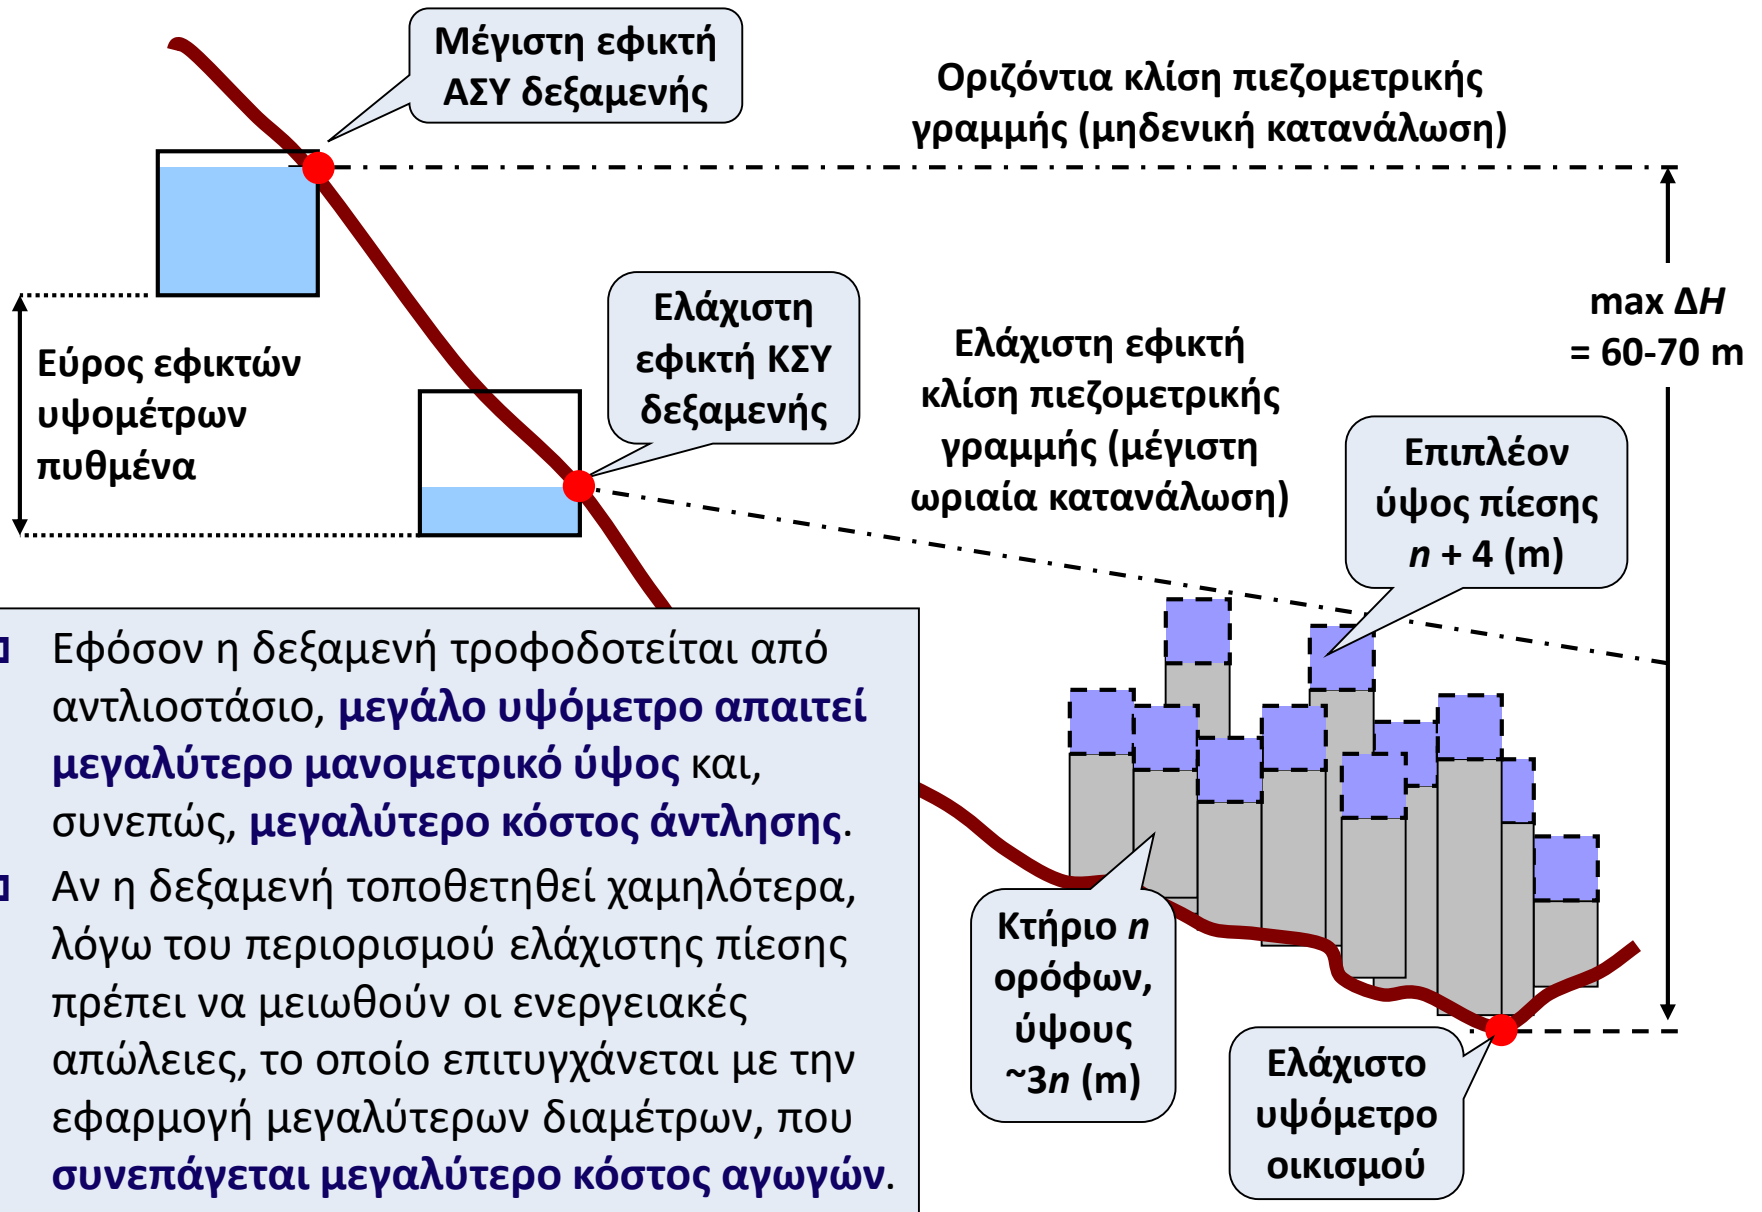 Μέγιστη εφικτή
ΑΣΥ δεξαμενής
Οριζόντια κλίση πιεζομετρικής
γραμμής (μηδενική κατανάλωση)
max ΔH
= 60-70 m
Εύρος εφικτών
υψομέτρων
πυθμένα
Ελάχιστη
εφικτή ΚΣΥ
δεξαμενής
Ελάχιστη εφικτή
κλίση πιεζομετρικής
γραμμής (μέγιστη
ωριαία κατανάλωση)
Επιπλέον
ύψος πίεσης
n + 4 (m)
Εφόσον η δεξαμενή τροφοδοτείται από
αντλιοστάσιο, μεγάλο υψόμετρο απαιτεί
μεγαλύτερο μανομετρικό ύψος και,
συνεπώς, μεγαλύτερο κόστος άντλησης.
Αν η δεξαμενή τοποθετηθεί χαμηλότερα,
λόγω του περιορισμού ελάχιστης πίεσης
πρέπει να μειωθούν οι ενεργειακές
απώλειες, το οποίο επιτυγχάνεται με την
εφαρμογή μεγαλύτερων διαμέτρων, που
συνεπάγεται μεγαλύτερο κόστος αγωγών.
Κτήριο n
ορόφων,
ύψους
~3n (m)
Ελάχιστο
υψόμετρο
οικισμού